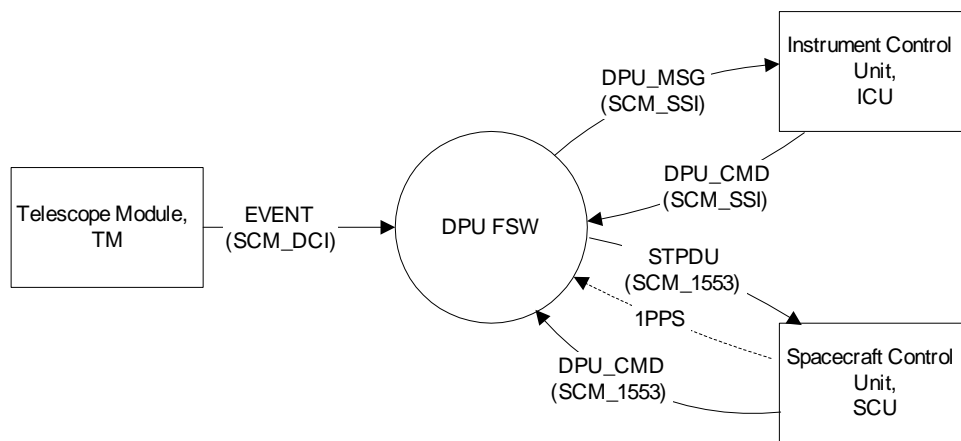 Telescope Module,
TM
EVENT
(SCM_DCI)
DPU FSW
DPU_MSG
(SCM_SSI)
Instrument Control
Unit,
ICU
DPU_CMD
(SCM_SSI)
STPDU
(SCM_1553)
1PPS
DPU_CMD
(SCM_1553)
Spacecraft Control
Unit,
SCU